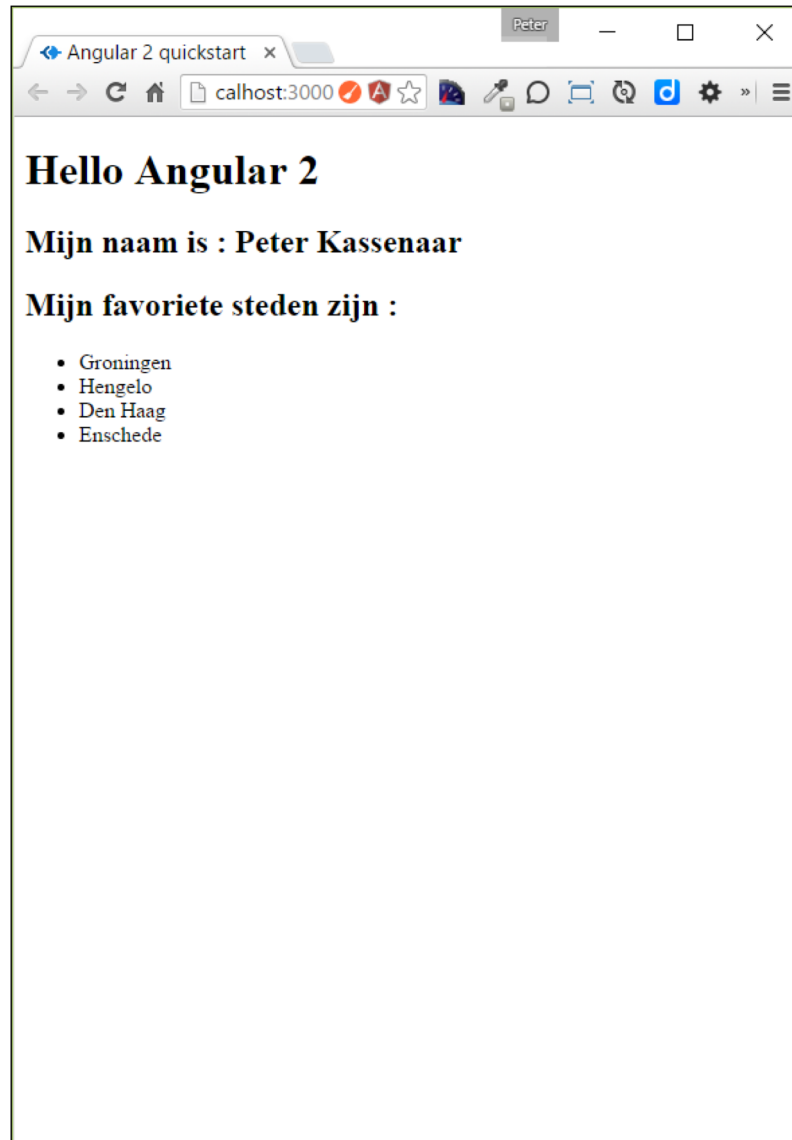 Peter
Angular 2 quickstart
calhost:3000
Hello Angular 2
Mijn naam is : Peter Kassenaar
Mijn favoriete steden zijn :
Groningen
Hengelo
Den Haag
Enschede